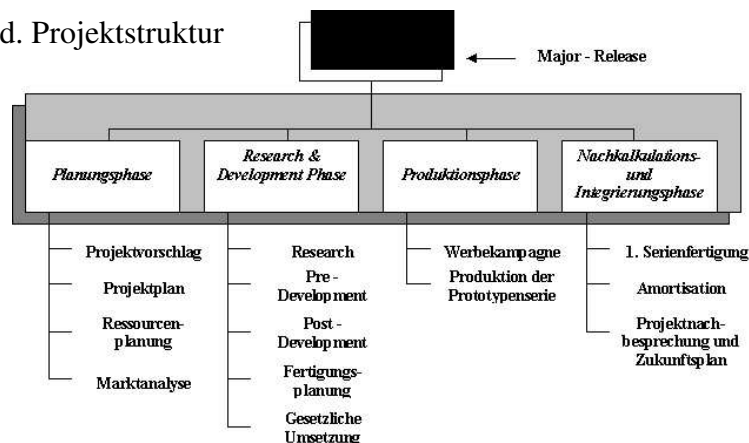 d. Projektstruktur
Major - Release
Planungsphase
Research &
Development Phase
Produktionsphase
Nachkalkulations-
und
Integrierungsphase
Projektvorschlag
Projektplan
Ressourcen-
planung
Marktanalyse
Research
Pre -
Development
Post -
Development
Fertigungs-
planung
Gesetzliche
Umsetzung
Werbekampagne
Produktion der
Prototypenserie
1. Serienfertigung
Amortisation
Projektnach-
besprechung und
Zukunftsplan